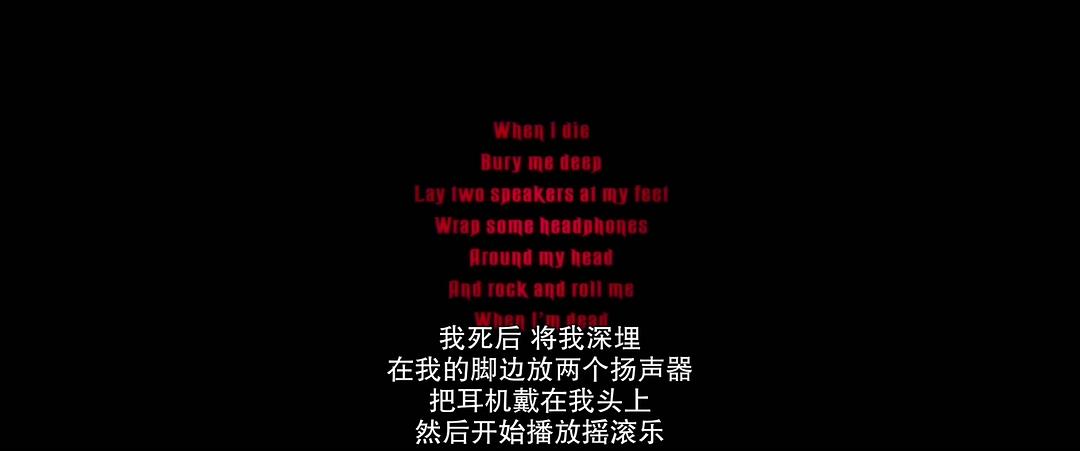 When I die
Bury me deep
Lay two speakers at my feet
Wrap some headphones
Around my head
And rock and roll me
When I'm dead
我死后 将我深埋
在我的脚边放两个扬声器
把耳机戴在我头上
然后开始播放摇滚乐